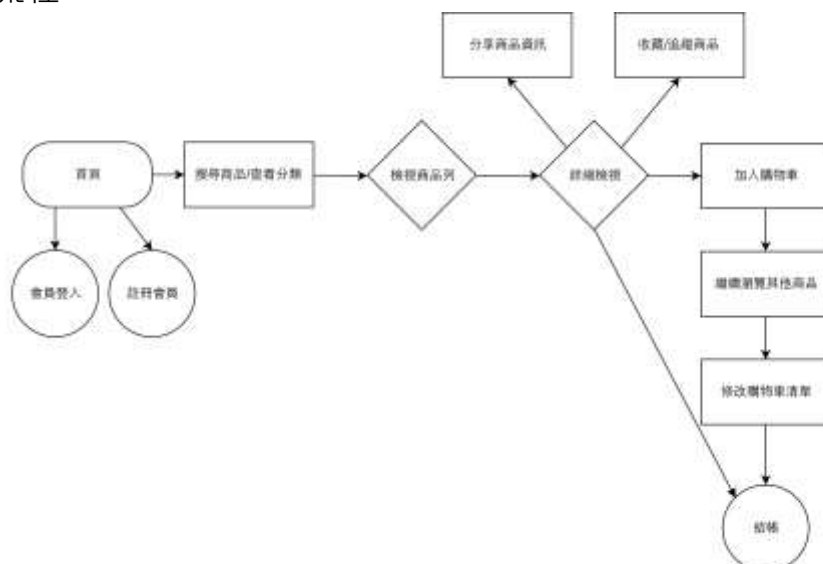 分享商品資訊
收藏/追蹤商品
首頁
搜尋商品/查看分類
檢視商品列
詳細檢視
加入購物車
會員登入
註冊會員
繼續瀏覽其他商品
修改購物車清單
結帳